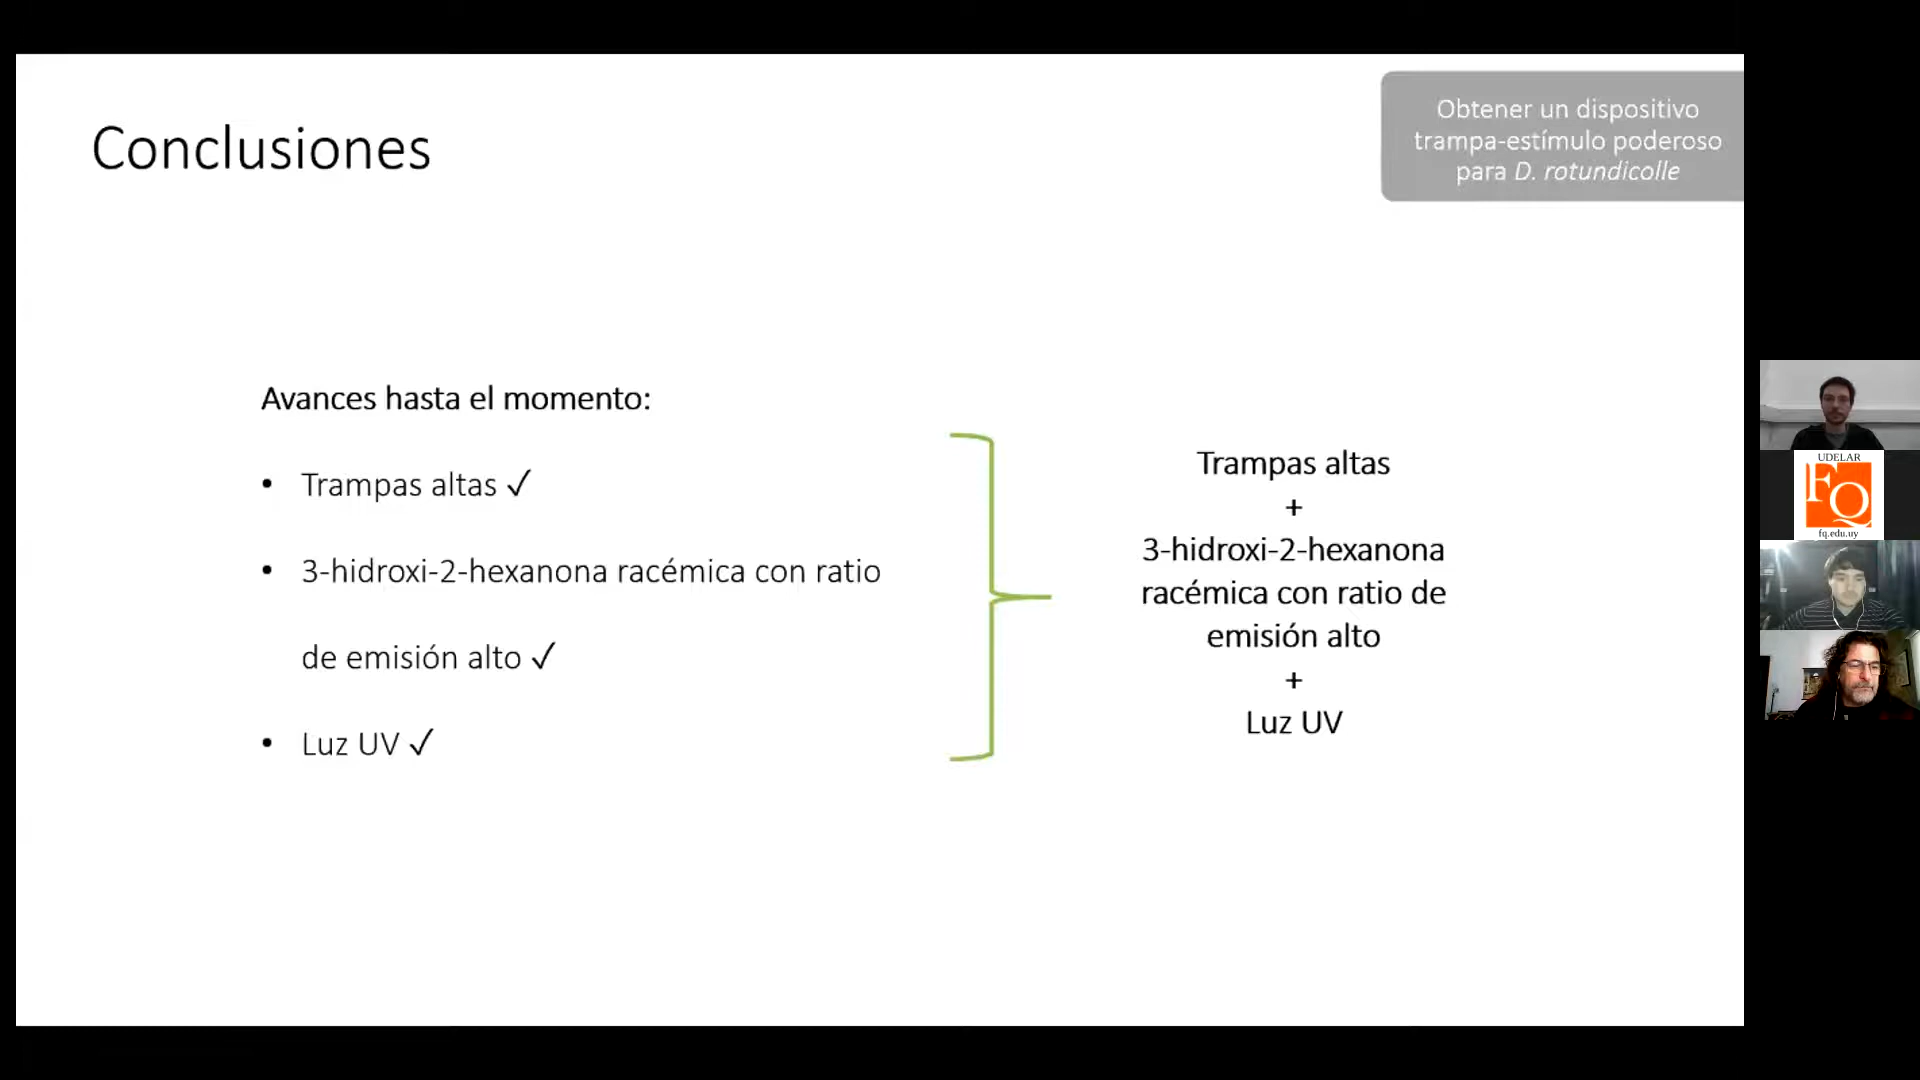 Conclusiones
Obtener un dispositivo
trampa-estímulo poderoso
para D. rotundicolle
Avances hasta el momento:
• Trampas altas ✓
• 3-hidroxi-2-hexanona racémica con ratio
de emisión alto ✓
• Luz UV ✓
Trampas altas
+
3-hidroxi-2-hexanona
racémica con ratio de
emisión alto
+
Luz UV
UDELAR
FQ
fq.edu.uy